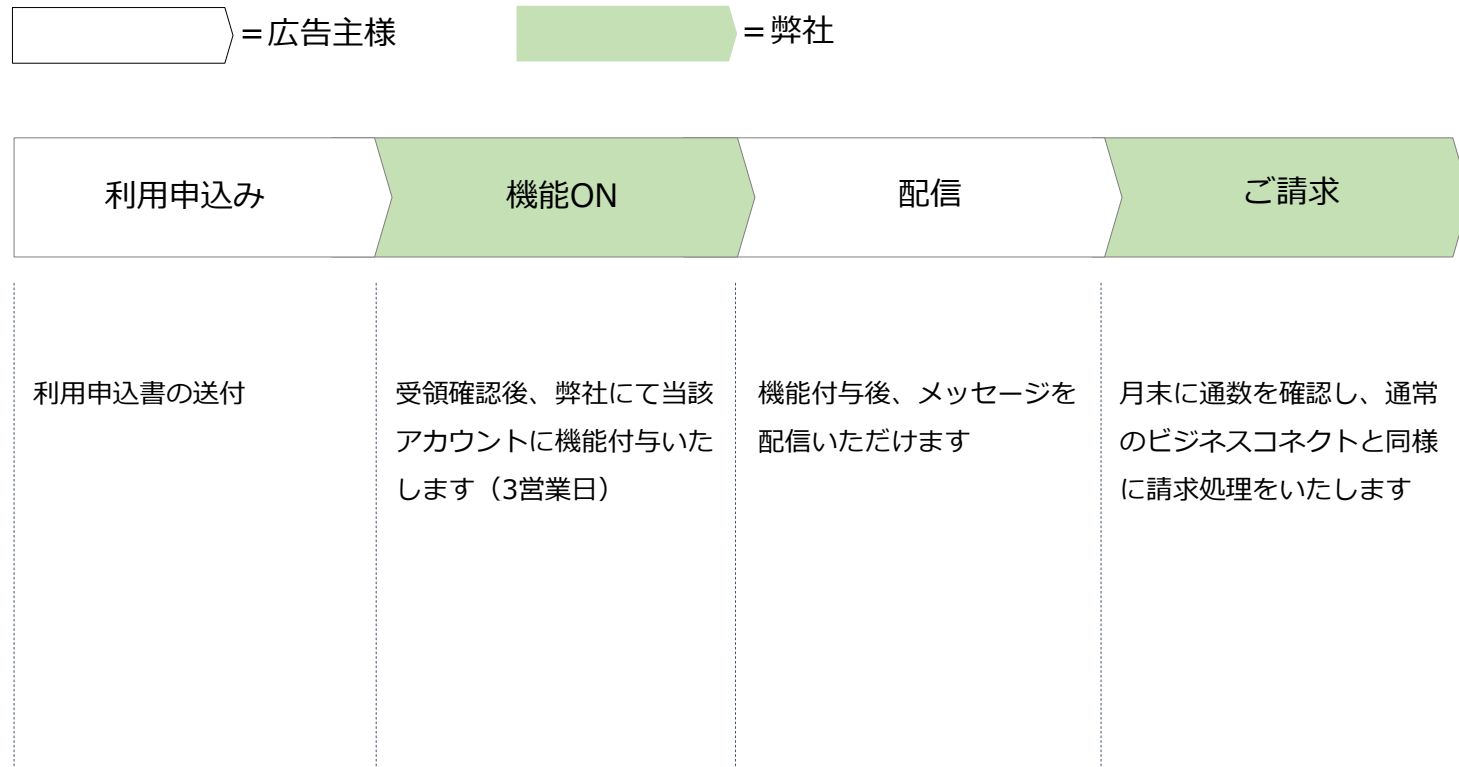 ＝広告主様
＝弊社
利用申込み
機能ON
配信
ご請求
利用申込書の送付
受領確認後、弊社にて当該
アカウントに機能付与いた
します（3営業日）
機能付与後、メッセージを
配信いただけます
月末に通数を確認し、通常
のビジネスコネクトと同様
に請求処理をいたします